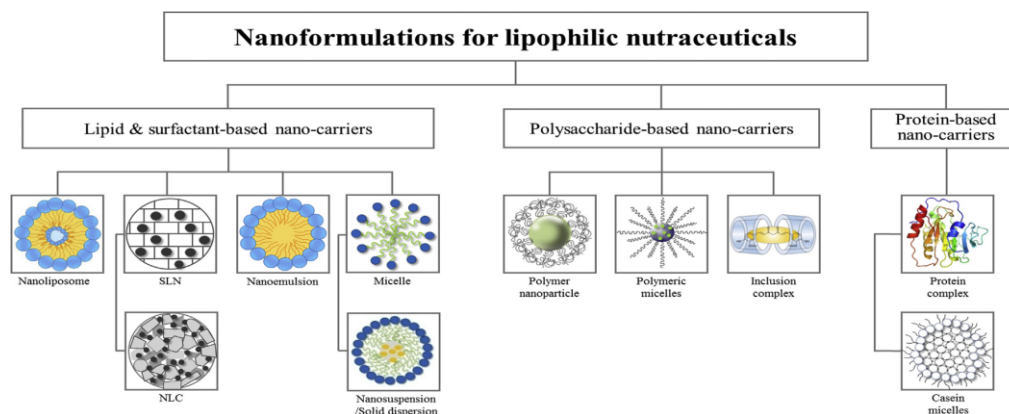 Nanoformulations for lipophilic nutraceuticals
Lipid & surfactant-based nano-carriers
Polysaccharide-based nano-carriers
Protein-based
nano-carriers
Nanoliposome
SLN
Nanoemulsion
Micelle
Polymer
nanoparticle
Polymeric
micelles
Inclusion
complex
Protein
complex
NLC
Nanosuspension
/Solid dispersion
Casein
micelles